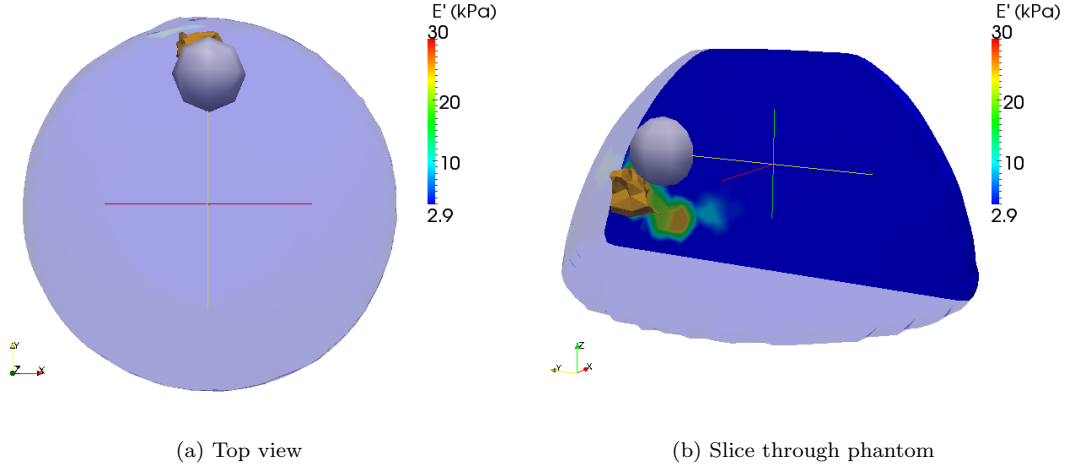 E' (kPa)
30
20
10
2.9
Y
Z
X
(a) Top view
E' (kPa)
30
20
10
2.9
Z
Y
X
(b) Slice through phantom